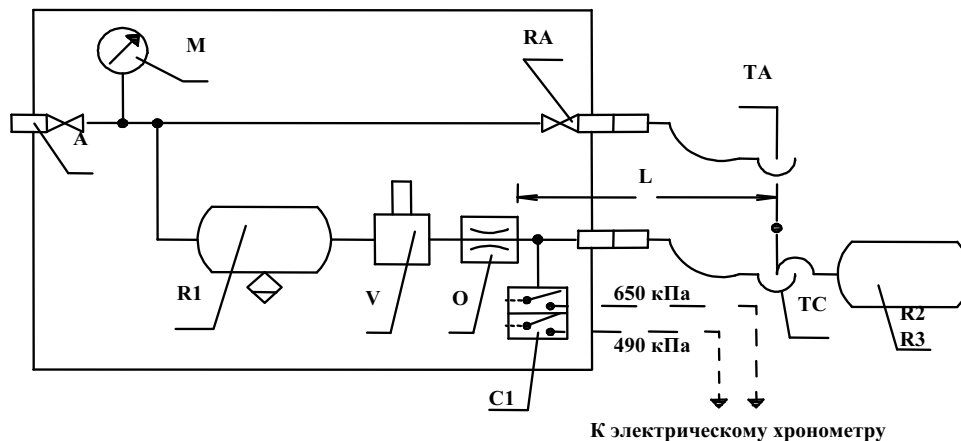 M
RA
TA
A
L
R1
V
O
650 кПа
TC
R2
R3
490 кПа
C1
К электрическому хронометру